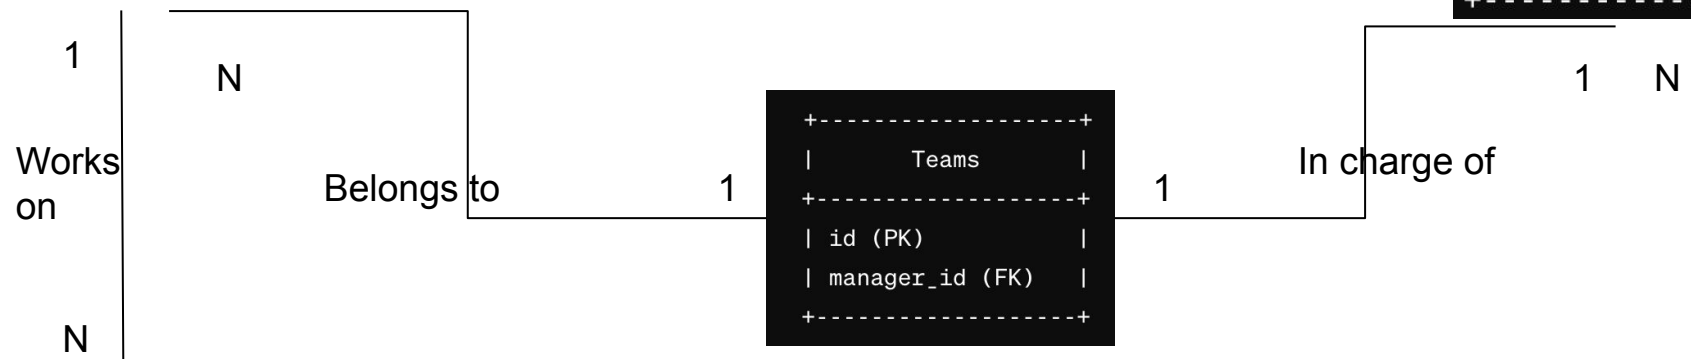 +-----------
1
N
1 N
+-------------------+
Works
on
| Teams |
In charge of
Belongs to
1
1
+-------------------+
| id (PK) |
| manager_id (FK) |
+-------------------+
N